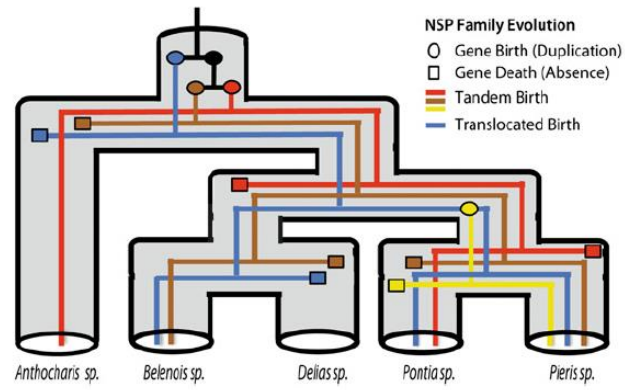 NSP Family Evolution
Gene Birth (Duplication)
Gene Death (Absence)
Tandem Birth
Translocated Birth
Anthocharis sp.
Belenois sp.
Delias sp.
Pontia sp.
Pieris sp.